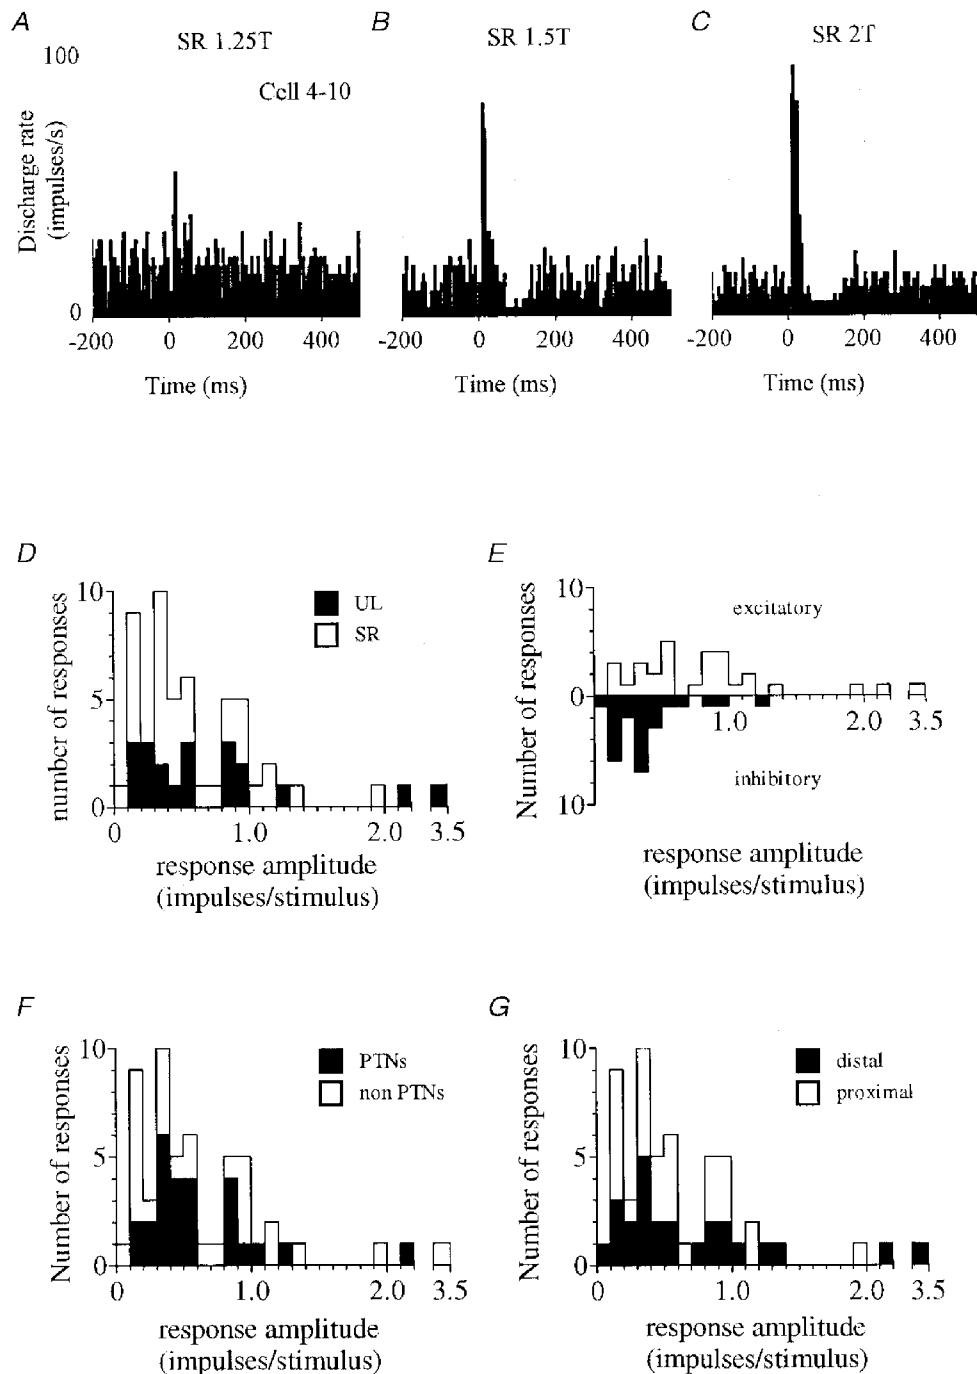 A
SR 1.25T
B
SR 1.5T
C
SR 2T
Cell 4-10
Discharge rate
(impulses/s)
100
0
-200 0 200 400
-200 0 200 400
-200 0 200 400
Time (ms)
Time (ms)
Time (ms)
D
number of responses
10
5
0
UL
SR
0 1.0 2.0 3.5
response amplitude
(impulses/stimulus)
E
Number of responses
10
0
10
excitatory
1.0 2.0 3.5
inhibitory
response amplitude
(impulses/stimulus)
F
Number of responses
10
5
0
PTNs
non PTNs
0 1.0 2.0 3.5
response amplitude
(impulses/stimulus)
G
Number of responses
10
5
0
distal
proximal
0 1.0 2.0 3.5
response amplitude
(impulses/stimulus)